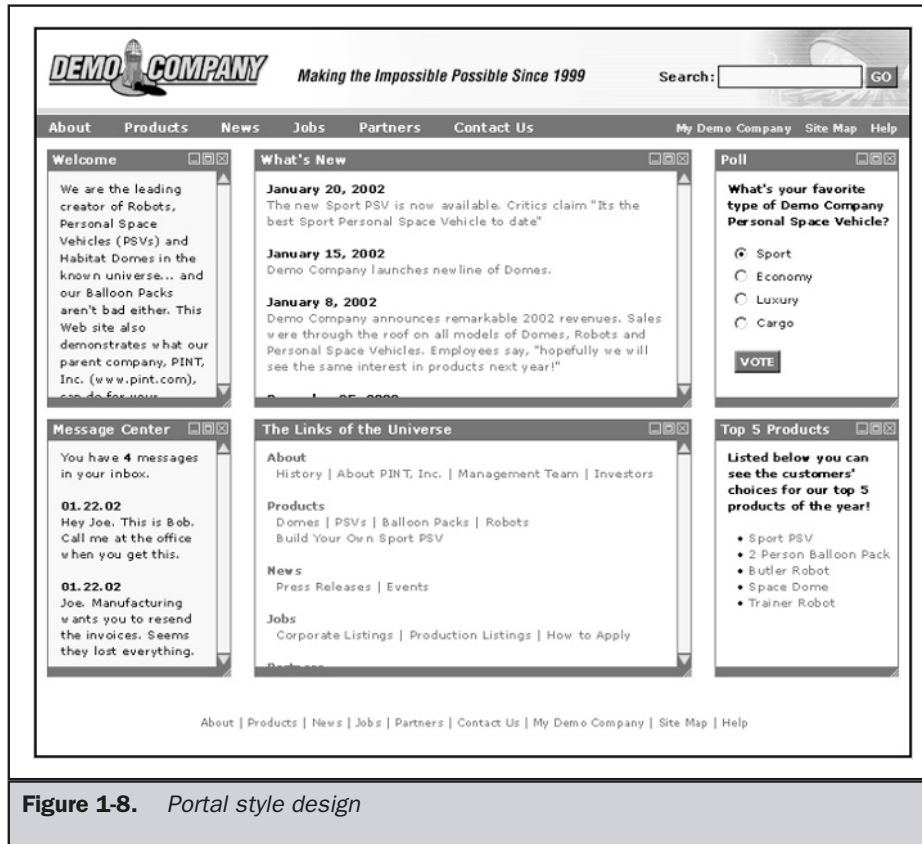 DEMO COMPANY
Making the Impossible Possible Since 1999
Search:
GO
About Products News Jobs Partners Contact Us
My Demo Company Site Map Help
Welcome
We are the leading
creator of Robots,
Personal Space
Vehicles (PSVs) and
Habitat Domes in the
known universe... and
our Balloon Packs
aren't bad either. This
Web site also
demonstrates what our
parent company, PINT,
Inc. (www.pint.com),
can do for your
What's New
January 20, 2002
The new Sport PSV is now available. Critics claim "Its the
best Sport Personal Space Vehicle to date"
January 15, 2002
Demo Company launches new line of Domes.
January 8, 2002
Demo Company announces remarkable 2002 revenues. Sales
were through the roof on all models of Domes, Robots and
Personal Space Vehicles. Employees say, "hopefully we will
see the same interest in products next year!"
Poll
What's your favorite
type of Demo Company
Personal Space Vehicle?
Sport
Economy
Luxury
Cargo
VOTE
Message Center
You have 4 messages
in your inbox.
01.22.02
Hey Joe. This is Bob.
Call me at the office
when you get this.
01.22.02
Joe. Manufacturing
wants you to resend
the invoices. Seems
they lost everything.
The Links of the Universe
About
History | About PINT, Inc. | Management Team | Investors
Products
Domes | PSVs | Balloon Packs | Robots
Build Your Own Sport PSV
News
Press Releases | Events
Jobs
Corporate Listings | Production Listings | How to Apply
Partners
Top 5 Products
Listed below you can
see the customers'
choices for our top 5
products of the year!
• Sport PSV
• 2 Person Balloon Pack
• Butler Robot
• Space Dome
• Trainer Robot
About | Products | News | Jobs | Partners | Contact Us | My Demo Company | Site Map | Help
Figure 1-8. Portal style design